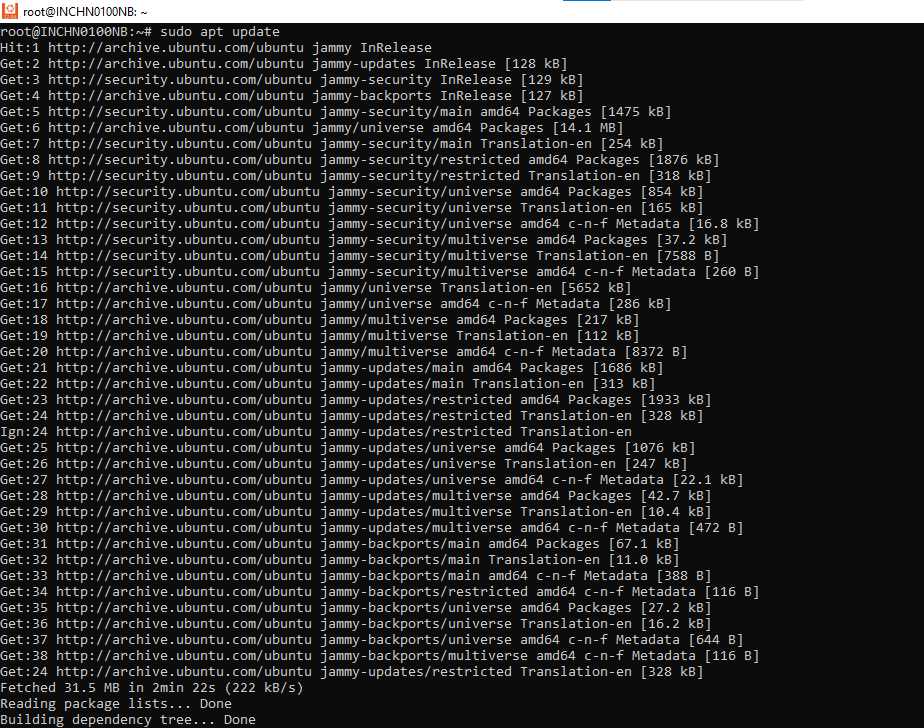 root@INCHN0100NB: ~
root@INCHN0100NB:~# sudo apt update
Hit:1 http://archive.ubuntu.com/ubuntu jammy InRelease
Get:2 http://archive.ubuntu.com/ubuntu jammy-updates InRelease [128 kB]
Get:3 http://security.ubuntu.com/ubuntu jammy-security InRelease [129 kB]
Get:4 http://archive.ubuntu.com/ubuntu jammy-backports InRelease [127 kB]
Get:5 http://security.ubuntu.com/ubuntu jammy-security/main amd64 Packages [1475 kB]
Get:6 http://archive.ubuntu.com/ubuntu jammy/universe amd64 Packages [14.1 MB]
Get:7 http://security.ubuntu.com/ubuntu jammy-security/main Translation-en [254 kB]
Get:8 http://security.ubuntu.com/ubuntu jammy-security/restricted amd64 Packages [1876 kB]
Get:9 http://security.ubuntu.com/ubuntu jammy-security/restricted Translation-en [318 kB]
Get:10 http://security.ubuntu.com/ubuntu jammy-security/universe amd64 Packages [854 kB]
Get:11 http://security.ubuntu.com/ubuntu jammy-security/universe Translation-en [165 kB]
Get:12 http://security.ubuntu.com/ubuntu jammy-security/universe amd64 c-n-f Metadata [16.8 kB]
Get:13 http://security.ubuntu.com/ubuntu jammy-security/multiverse amd64 Packages [37.2 kB]
Get:14 http://security.ubuntu.com/ubuntu jammy-security/multiverse Translation-en [7588 B]
Get:15 http://security.ubuntu.com/ubuntu jammy-security/multiverse amd64 c-n-f Metadata [260 B]
Get:16 http://archive.ubuntu.com/ubuntu jammy/universe Translation-en [5652 kB]
Get:17 http://archive.ubuntu.com/ubuntu jammy/universe amd64 c-n-f Metadata [286 kB]
Get:18 http://archive.ubuntu.com/ubuntu jammy/multiverse amd64 Packages [217 kB]
Get:19 http://archive.ubuntu.com/ubuntu jammy/multiverse Translation-en [112 kB]
Get:20 http://archive.ubuntu.com/ubuntu jammy/multiverse amd64 c-n-f Metadata [8372 B]
Get:21 http://archive.ubuntu.com/ubuntu jammy-updates/main amd64 Packages [1686 kB]
Get:22 http://archive.ubuntu.com/ubuntu jammy-updates/main Translation-en [313 kB]
Get:23 http://archive.ubuntu.com/ubuntu jammy-updates/restricted amd64 Packages [1933 kB]
Get:24 http://archive.ubuntu.com/ubuntu jammy-updates/restricted Translation-en [328 kB]
Ign:24 http://archive.ubuntu.com/ubuntu jammy-updates/restricted Translation-en
Get:25 http://archive.ubuntu.com/ubuntu jammy-updates/universe amd64 Packages [1076 kB]
Get:26 http://archive.ubuntu.com/ubuntu jammy-updates/universe Translation-en [247 kB]
Get:27 http://archive.ubuntu.com/ubuntu jammy-updates/universe amd64 c-n-f Metadata [22.1 kB]
Get:28 http://archive.ubuntu.com/ubuntu jammy-updates/multiverse amd64 Packages [42.7 kB]
Get:29 http://archive.ubuntu.com/ubuntu jammy-updates/multiverse Translation-en [10.4 kB]
Get:30 http://archive.ubuntu.com/ubuntu jammy-updates/multiverse amd64 c-n-f Metadata [472 B]
Get:31 http://archive.ubuntu.com/ubuntu jammy-backports/main amd64 Packages [67.1 kB]
Get:32 http://archive.ubuntu.com/ubuntu jammy-backports/main Translation-en [11.0 kB]
Get:33 http://archive.ubuntu.com/ubuntu jammy-backports/main amd64 c-n-f Metadata [388 B]
Get:34 http://archive.ubuntu.com/ubuntu jammy-backports/restricted amd64 c-n-f Metadata [116 B]
Get:35 http://archive.ubuntu.com/ubuntu jammy-backports/universe amd64 Packages [27.2 kB]
Get:36 http://archive.ubuntu.com/ubuntu jammy-backports/universe Translation-en [16.2 kB]
Get:37 http://archive.ubuntu.com/ubuntu jammy-backports/universe amd64 c-n-f Metadata [644 B]
Get:38 http://archive.ubuntu.com/ubuntu jammy-backports/multiverse amd64 c-n-f Metadata [116 B]
Get:24 http://archive.ubuntu.com/ubuntu jammy-updates/restricted Translation-en [328 kB]
Fetched 31.5 MB in 2min 22s (222 kB/s)
Reading package lists... Done
Building dependency tree... Done